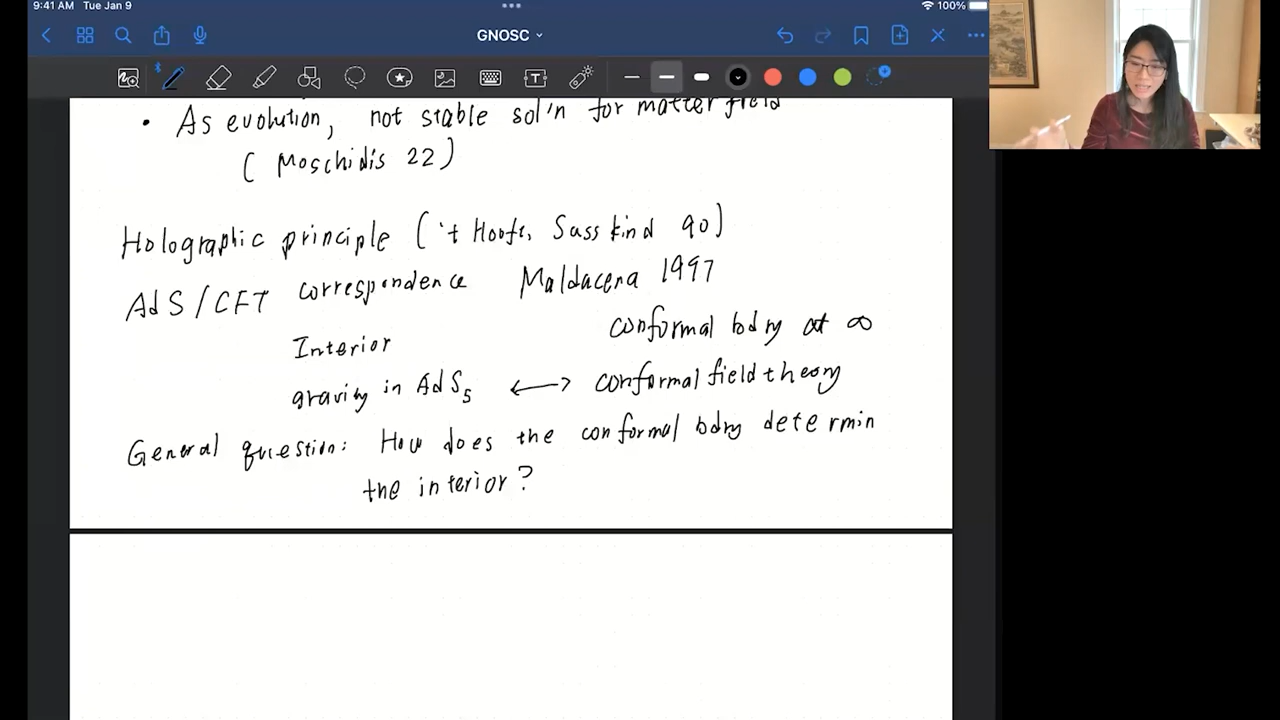 9:41 AM Tue Jan 9
100%
GNOSC
• As evolution, not stable sol'n for matter field
( Moschidis 22 )
Holographic principle ( 't Hooft, Sasskind 90 )
AdS/CFT correspondence Maldacena 1997
Interior conformal bdry at ∞
gravity in AdS5 ⟷ conformal field theory
General question: How does the conformal bdry determin
the interior?